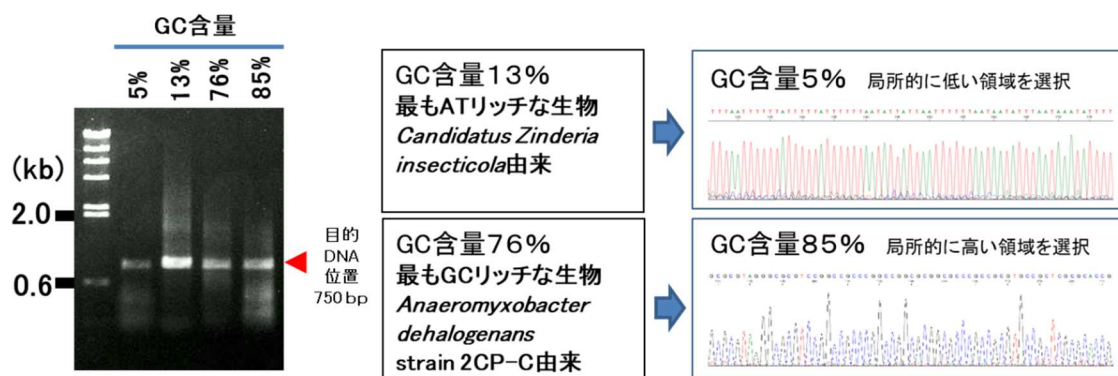 GC含量
5%
13%
76%
85%
(kb)
2.0
0.6
目的
DNA
位置
750 bp
GC含量13%
最もATリッチな生物
Candidatus Zinderia
insecticola由来
GC含量76%
最もGCリッチな生物
Anaeromyxobacter
dehalogenans
strain 2CP-C由来
GC含量5% 局所的に低い領域を選択
GC含量85% 局所的に高い領域を選択